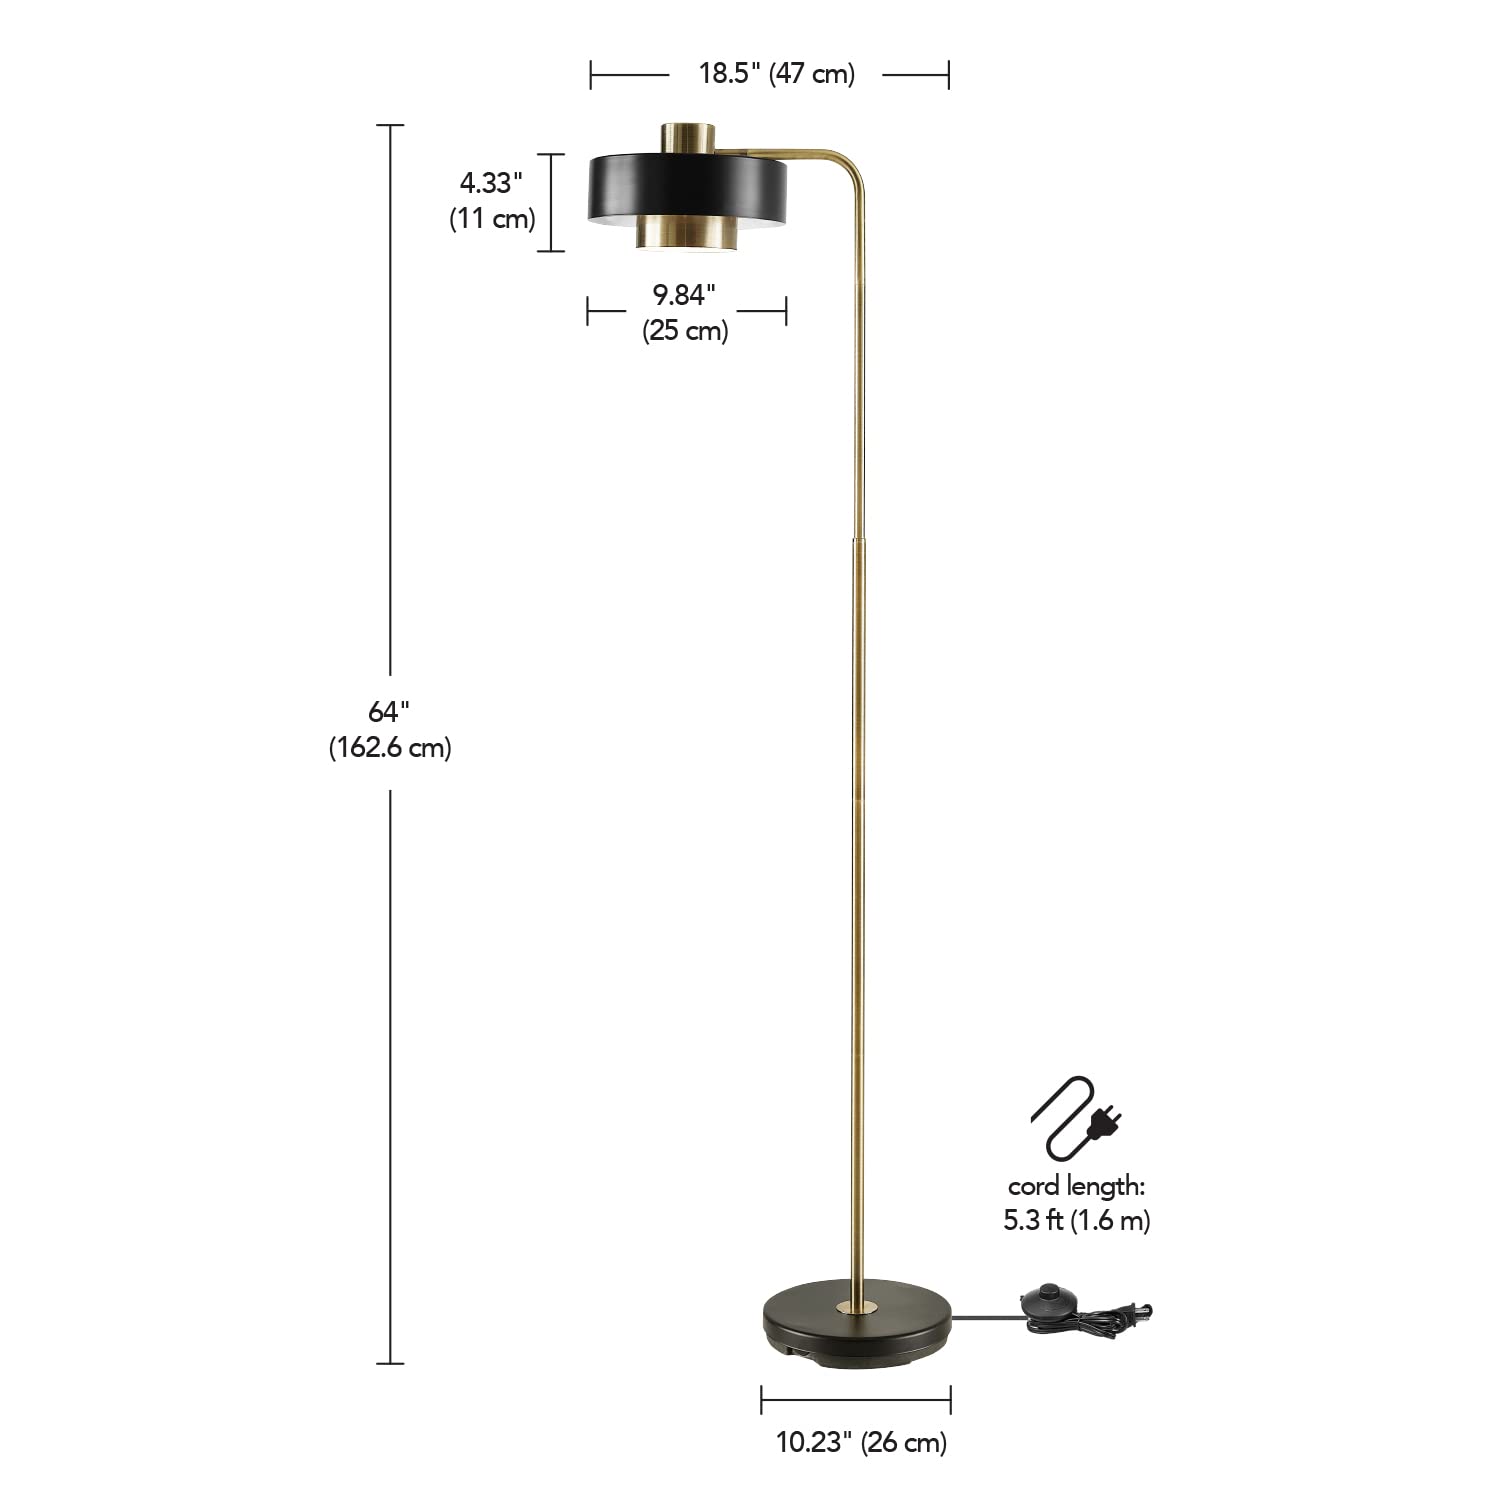 18.5" (47 cm)
4.33"
(11 cm)
9.84"
(25 cm)
64"
(162.6 cm)
cord length:
5.3 ft (1.6 m)
10.23" (26 cm)